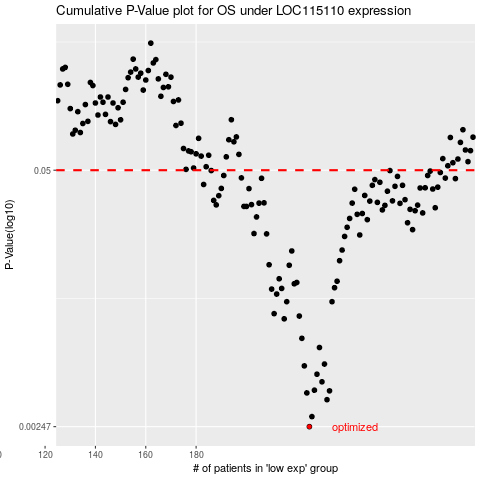 Cumulative P-Value plot for OS under LOC115110 expression
P-Value(log10)
0.05
0.00247
optimized
0 120 140 160 180
# of patients in 'low exp' group